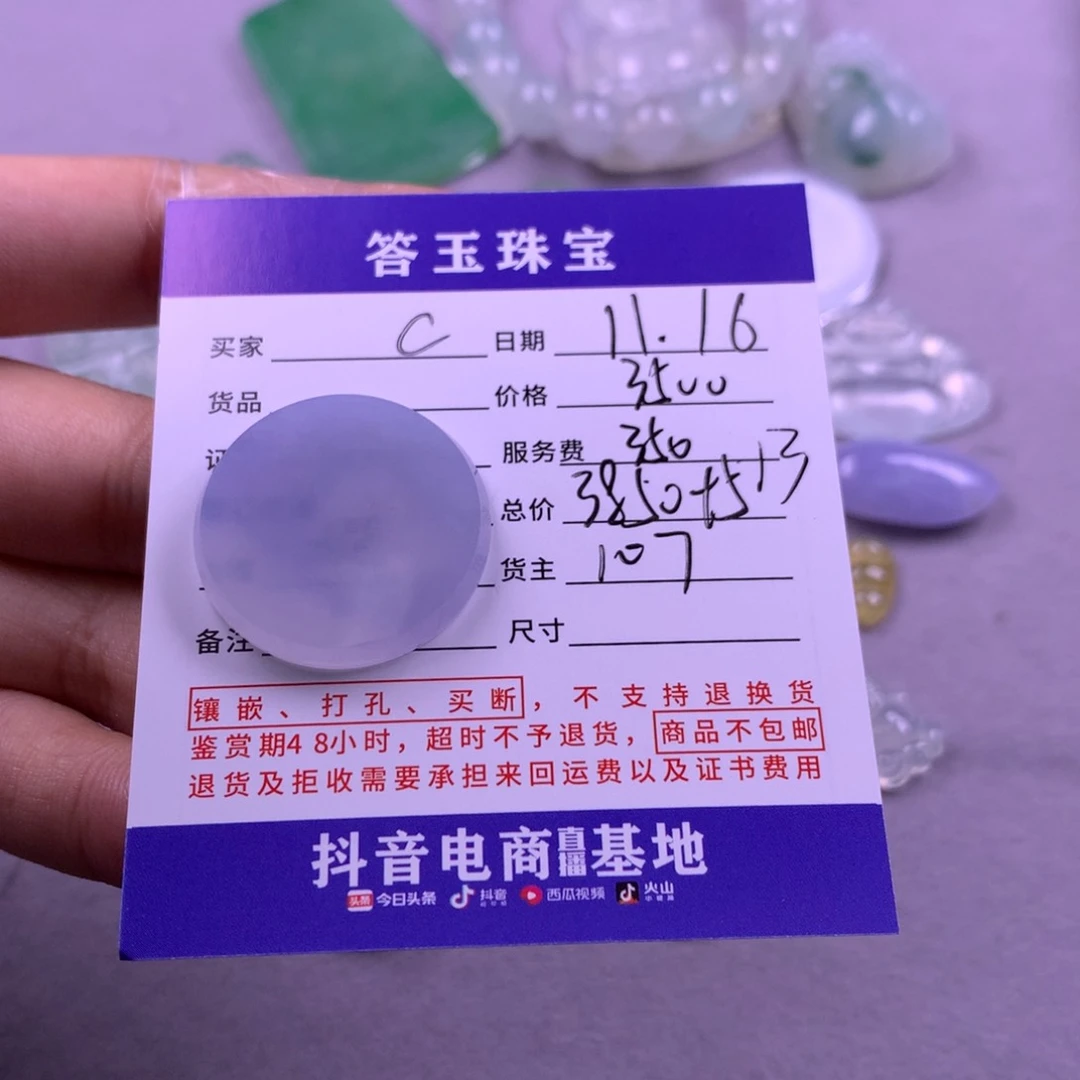 答玉珠宝
买家 C 日期 11.16
货品 价格 3500
证 服务费 350
总价 3850+5+3
货主 107
备注 尺寸
镶嵌、打孔、买断，不支持退换货
鉴赏期48小时，超时不予退货，商品不包邮
退货及拒收需要承担来回运费以及证书费用
抖音电商直播基地
头条 今日头条 抖音 西瓜视频 火山